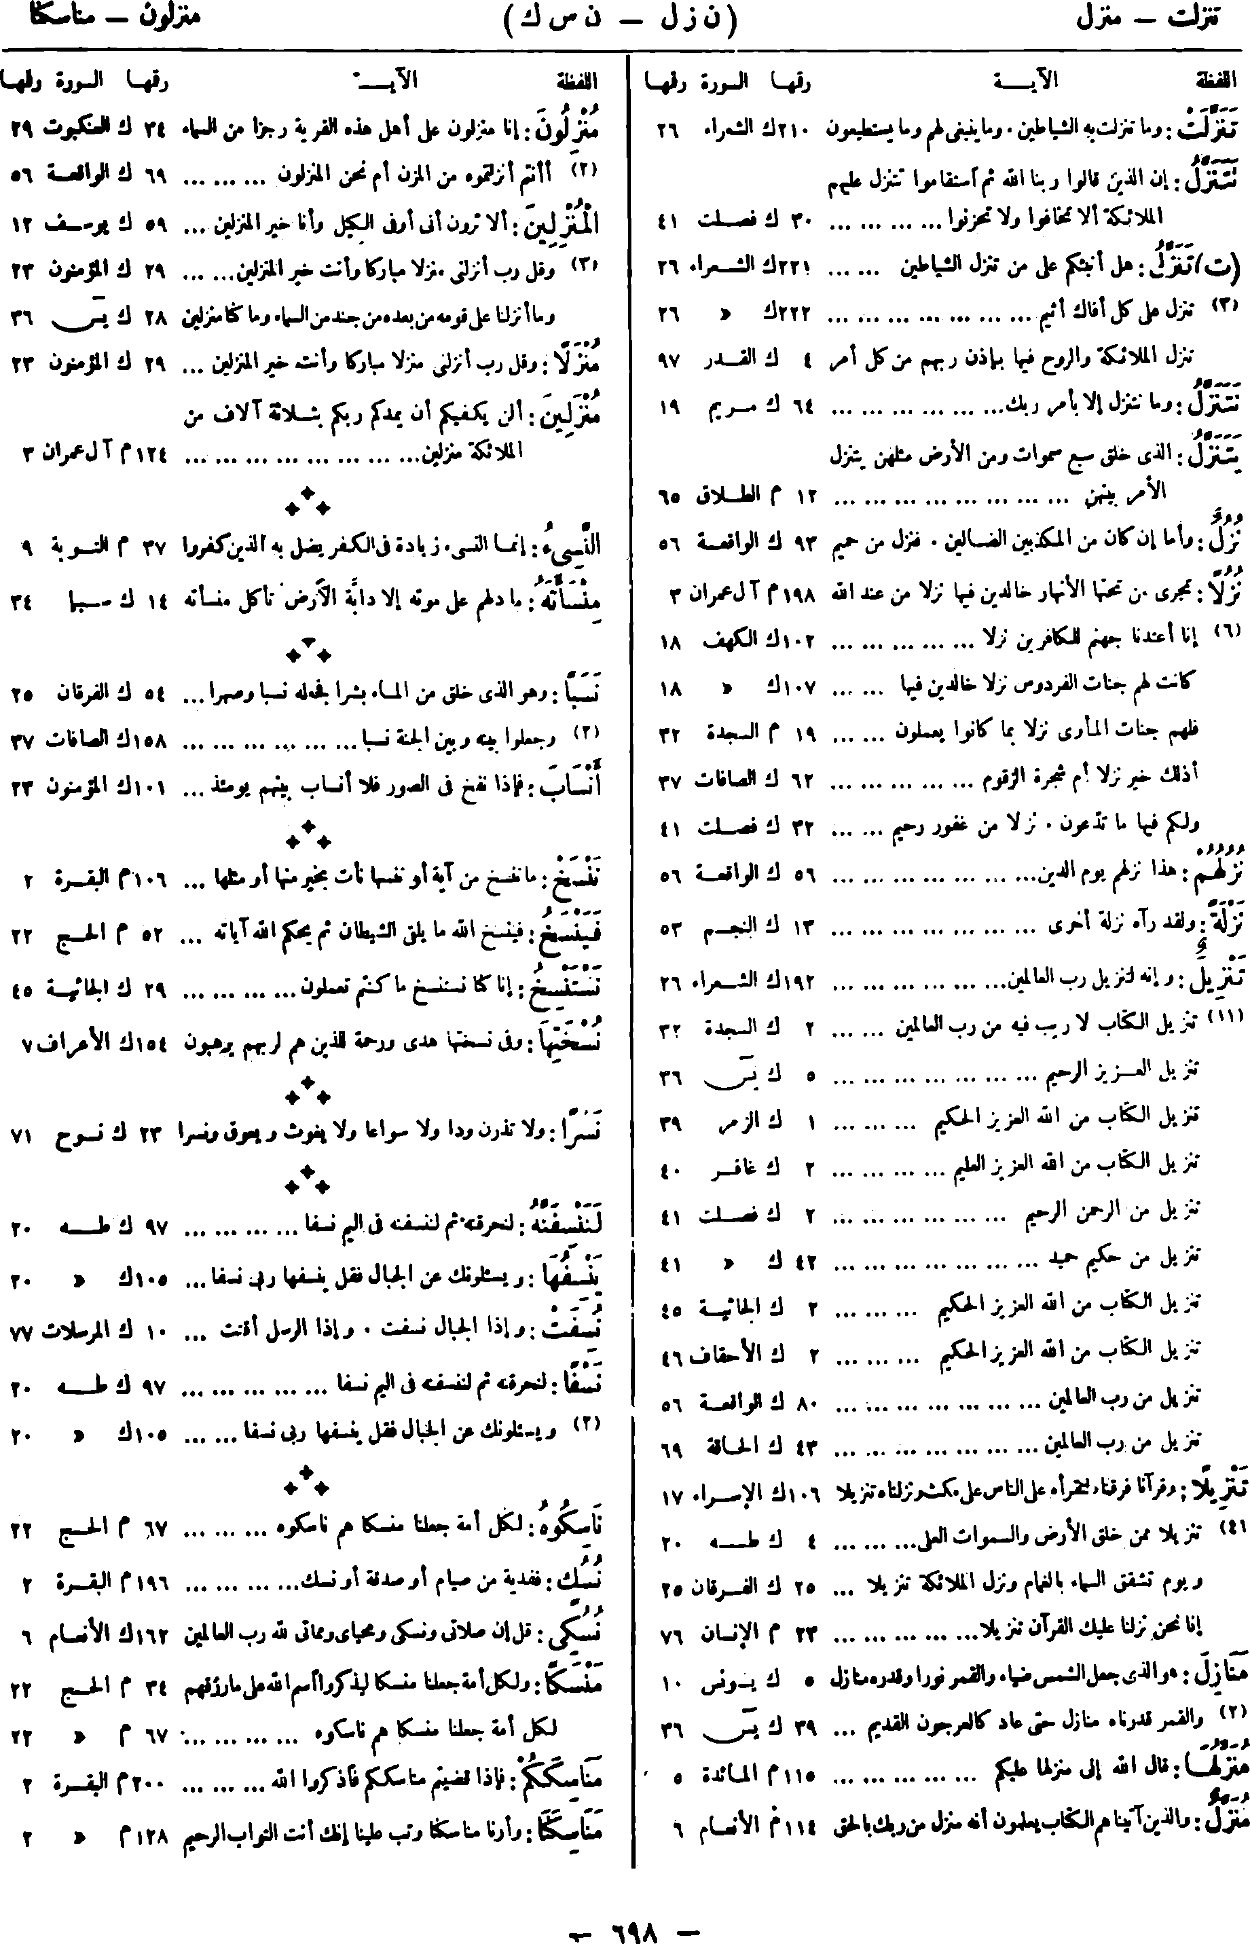 تنزلت — منزل
(ن زل — ن س ك)
منزلون — مناسكنا
اللفظة الآيــة رقمها السورة رقمها
تَنَزَّلَتْ : وما تنزلت به الشياطين . وما ينبغى لهم وما يستطيعون ٢١٠ ك الشعراء ٢٦
تَتَنَزَّلُ : إن الذين قالوا ربنا الله ثم آستقاموا تتنزل عليهم
الملائكة ألا تخافوا ولا تحزنوا ... ... ... ... ٣٠ ك فصلت ٤١
(ت) تَنَزَّلُ : هل أنبئكم على من تنزل الشياطين ... ... ٢٢١ ك الشعراء ٢٦
(٣) تنزل على كل أفاك أثيم ... ... ... ... ... ... ... ٢٢٢ ك » ٢٦
تنزل الملائكة والروح فيها بإذن ربهم من كل أمر ٤ ك القدر ٩٧
نَتَنَزَّلُ : وما نتنزل إلا بأمر ربك ... ... ... ... ... ... ٦٤ ك مريم ١٩
يَتَنَزَّلُ : الذى خلق سبع سموات ومن الأرض مثلهن يتنزل
الأمر بينهن ... ... ... ... ... ... ... ... ١٢ م الطلاق ٦٥
نُزُلٌ : وأما إن كان من المكذبين الضالين . فنزل من حميم ٩٣ ك الواقعة ٥٦
نُزُلًا : تجرى من تحتها الأنهار خالدين فيها نزلا من عند الله ١٩٨ م آل عمران ٣
(٦) إنا أعتدنا جهنم للكافرين نزلا ... ... ... ... ... ١٠٢ ك الكهف ١٨
كانت لهم جنات الفردوس نزلا خالدين فيها ... ... ١٠٧ ك » ١٨
فلهم جنات المأوى نزلا بما كانوا يعملون ... ... ١٩ م السجدة ٣٢
أذلك خير نزلا أم شجرة الزقوم ... ... ... ... ... ٦٢ ك الصافات ٣٧
ولكم فيها ما تدعون . نزلا من غفور رحيم ... ... ٣٢ ك فصلت ٤١
نُزُلُهُمْ : هذا نزلهم يوم الدين ... ... ... ... ... ... ... ٥٦ ك الواقعة ٥٦
نَزْلَةً : ولقد رآه نزلة أخرى ... ... ... ... ... ... ... ١٣ ك النجم ٥٣
تَنْزِيلُ : وإنه لتنزيل رب العالمين ... ... ... ... ... ... ١٩٢ ك الشعراء ٢٦
(١١) تنزيل الكتاب لا ريب فيه من رب العالمين ... ... ٢ ك السجدة ٣٢
تنزيل العزيز الرحيم ... ... ... ... ... ... ... ٥ ك يس ٣٦
تنزيل الكتاب من الله العزيز الحكيم ... ... ... ١ ك الزمر ٣٩
تنزيل الكتاب من الله العزيز العليم ... ... ... ... ٢ ك غافر ٤٠
تنزيل من الرحمن الرحيم ... ... ... ... ... ... ٢ ك فصلت ٤١
تنزيل من حكيم حميد ... ... ... ... ... ... ... ٤٢ ك » ٤١
تنزيل الكتاب من الله العزيز الحكيم ... ... ... ٢ ك الجاثية ٤٥
تنزيل الكتاب من الله العزيز الحكيم ... ... ... ٢ ك الأحقاف ٤٦
تنزيل من رب العالمين ... ... ... ... ... ... ... ٨٠ ك الواقعة ٥٦
تنزيل من رب العالمين ... ... ... ... ... ... ... ٤٣ ك الحاقة ٦٩
تَنْزِيلًا : وقرآنا فرقناه لتقرأه على الناس على مكث ونزلناه تنزيلا ١٠٦ ك الإسراء ١٧
(٤) تنزيلا ممن خلق الأرض والسموات العلى ... ... ... ٤ ك طه ٢٠
ويوم تشقق السماء بالغمام ونزل الملائكة تنزيلا ... ٢٥ ك الفرقان ٢٥
إنا نحن نزلنا عليك القرآن تنزيلا ... ... ... ... ... ٢٣ م الإنسان ٧٦
مَنَازِلَ : هو الذى جعل الشمس ضياء والقمر نورا وقدره منازل ٥ ك يونس ١٠
(٢) والقمر قدرناه منازل حتى عاد كالعرجون القديم ... ٣٩ ك يس ٣٦
مُنَزِّلُهَا : قال الله إنى منزلها عليكم ... ... ... ... ... ١١٥ م المائدة ٥
مُنَزَّلٌ : والذين آتيناهم الكتاب يعلمون أنه منزل من ربك بالحق ١١٤ م الأنعام ٦
اللفظة الآيــة رقمها السورة رقمها
مُنْزِلُونَ : إنا منزلون على أهل هذه القرية رجزا من السماء ٣٤ ك العنكبوت ٢٩
(٢) أأنتم أنزلتموه من المزن أم نحن المنزلون ... ... ... ٦٩ ك الواقعة ٥٦
الْمُنْزِلِينَ : ألا ترون أنى أوفى الكيل وأنا خير المنزلين ... ٥٩ ك يوسف ١٢
(٣) وقل رب أنزلنى منزلا مباركا وأنت خير المنزلين ... ... ٢٩ ك المؤمنون ٢٣
وما أنزلنا على قومه من بعده من جند من السماء وما كنا منزلين ٢٨ ك يس ٣٦
مُنْزَلًا : وقل رب أنزلنى منزلا مباركا وأنت خير المنزلين ... ٢٩ ك المؤمنون ٢٣
مُنْزَلِينَ : ألن يكفيكم أن يمدكم ربكم بثلاثة آلاف من
الملائكة منزلين ... ... ... ... ... ... ... ... ١٢٤ م آل عمران ٣
النَّسِىءُ : إنما النسىء زيادة فى الكفر يضل به الذين كفروا ٣٧ م التوبة ٩
مِنْسَأَتَهُ : ما دلهم على موته إلا دابة الأرض تأكل منسأته ١٤ ك سبإ ٣٤
نَسَبًا : وهو الذى خلق من الماء بشرا فجعله نسبا وصهرا ... ٥٤ ك الفرقان ٢٥
(٢) وجعلوا بينه وبين الجنة نسبا ... ... ... ... ... ... ١٥٨ ك الصافات ٣٧
أَنْسَابَ : فإذا نفخ فى الصور فلا أنساب بينهم يومئذ ... ١٠١ ك المؤمنون ٢٣
نَنْسَخْ : ما ننسخ من آية أو ننسها نأت بخير منها أو مثلها ... ١٠٦ م البقرة ٢
فَيَنْسَخُ : فينسخ الله ما يلقى الشيطان ثم يحكم الله آياته ... ٥٢ م الحج ٢٢
نَسْتَنْسِخُ : إنا كنا نستنسخ ما كنتم تعملون ... ... ... ... ٢٩ ك الجاثية ٤٥
نُسْخَتِهَا : وفى نسختها هدى ورحمة للذين هم لربهم يرهبون ١٥٤ ك الأعراف ٧
نَسْرًا : ولا تذرن ودا ولا سواعا ولا يغوث ويعوق ونسرا ٢٣ ك نوح ٧١
لَنَنْسِفَنَّهُ : لنحرقنه ثم لننسفنه فى اليم نسفا ... ... ... ... ٩٧ ك طه ٢٠
يَنْسِفُهَا : ويسئلونك عن الجبال فقل ينسفها ربى نسفا ... ١٠٥ ك » ٢٠
نُسِفَتْ : وإذا الجبال نسفت . وإذا الرسل أقتت ... ١٠ ك المرسلات ٧٧
نَسْفًا : لنحرقنه ثم لننسفنه فى اليم نسفا ... ... ... ... ... ٩٧ ك طه ٢٠
(٢) ويسئلونك عن الجبال فقل ينسفها ربى نسفا ... ... ١٠٥ ك » ٢٠
نَاسِكُوهُ : لكل أمة جعلنا منسكا هم ناسكوه ... ... ... ٦٧ م الحج ٢٢
نُسُكٍ : ففدية من صيام أو صدقة أو نسك ... ... ... ... ١٩٦ م البقرة ٢
نُسُكِى : قل إن صلاتى ونسكى ومحياى ومماتى لله رب العالمين ١٦٢ ك الأنعام ٦
مَنْسَكًا : ولكل أمة جعلنا منسكا ليذكروا آسم الله على ما رزقهم ٣٤ م الحج ٢٢
لكل أمة جعلنا منسكا هم ناسكوه ... ... ... ... ٦٧ م » ٢٢
مَنَاسِكَكُمْ : فإذا قضيتم مناسككم فآذكروا الله ... ... ... ٢٠٠ م البقرة ٢
مَنَاسِكَنَا : وأرنا مناسكنا وتب علينا إنك أنت التواب الرحيم ١٢٨ م » ٢
— ٦٩٨ —